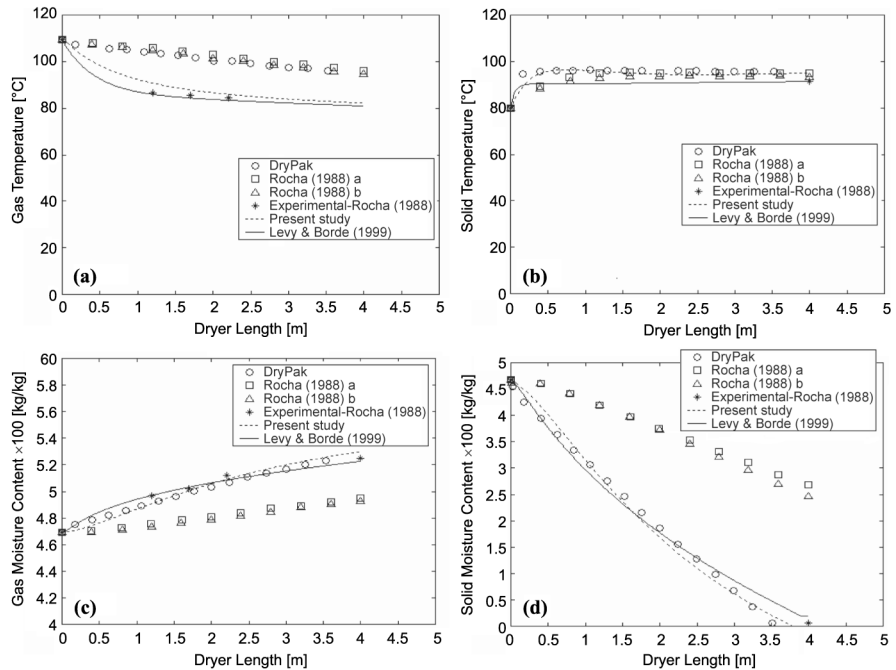 120
100
80
60
40
20
0
Gas Temperature [°C]
DryPak
Rocha (1988) a
Rocha (1988) b
Experimental-Rocha (1988)
Present study
Levy & Borde (1999)
(a)
0 0.5 1 1.5 2 2.5 3 3.5 4 4.5 5
Dryer Length [m]
120
100
80
60
40
20
0
Solid Temperature [°C]
DryPak
Rocha (1988) a
Rocha (1988) b
Experimental-Rocha (1988)
Present study
Levy & Borde (1999)
(b)
0 0.5 1 1.5 2 2.5 3 3.5 4 4.5 5
Dryer Length [m]
60
5.8
5.6
5.4
5.2
5.0
4.8
4.6
4.4
4.2
4
Gas Moisture Content ×100 [kg/kg]
DryPak
Rocha (1988) a
Rocha (1988) b
Experimental-Rocha (1988)
Present study
Levy & Borde (1999)
(c)
0 0.5 1 1.5 2 2.5 3 3.5 4 4.5 5
Dryer Length [m]
5
4.5
4
3.5
3
2.5
2
1.5
1
0.5
0
Solid Moisture Content ×100 [kg/kg]
DryPak
Rocha (1988) a
Rocha (1988) b
Experimental-Rocha (1988)
Present study
Levy & Borde (1999)
(d)
0 0.5 1 1.5 2 2.5 3 3.5 4 4.5 5
Dryer Length [m]